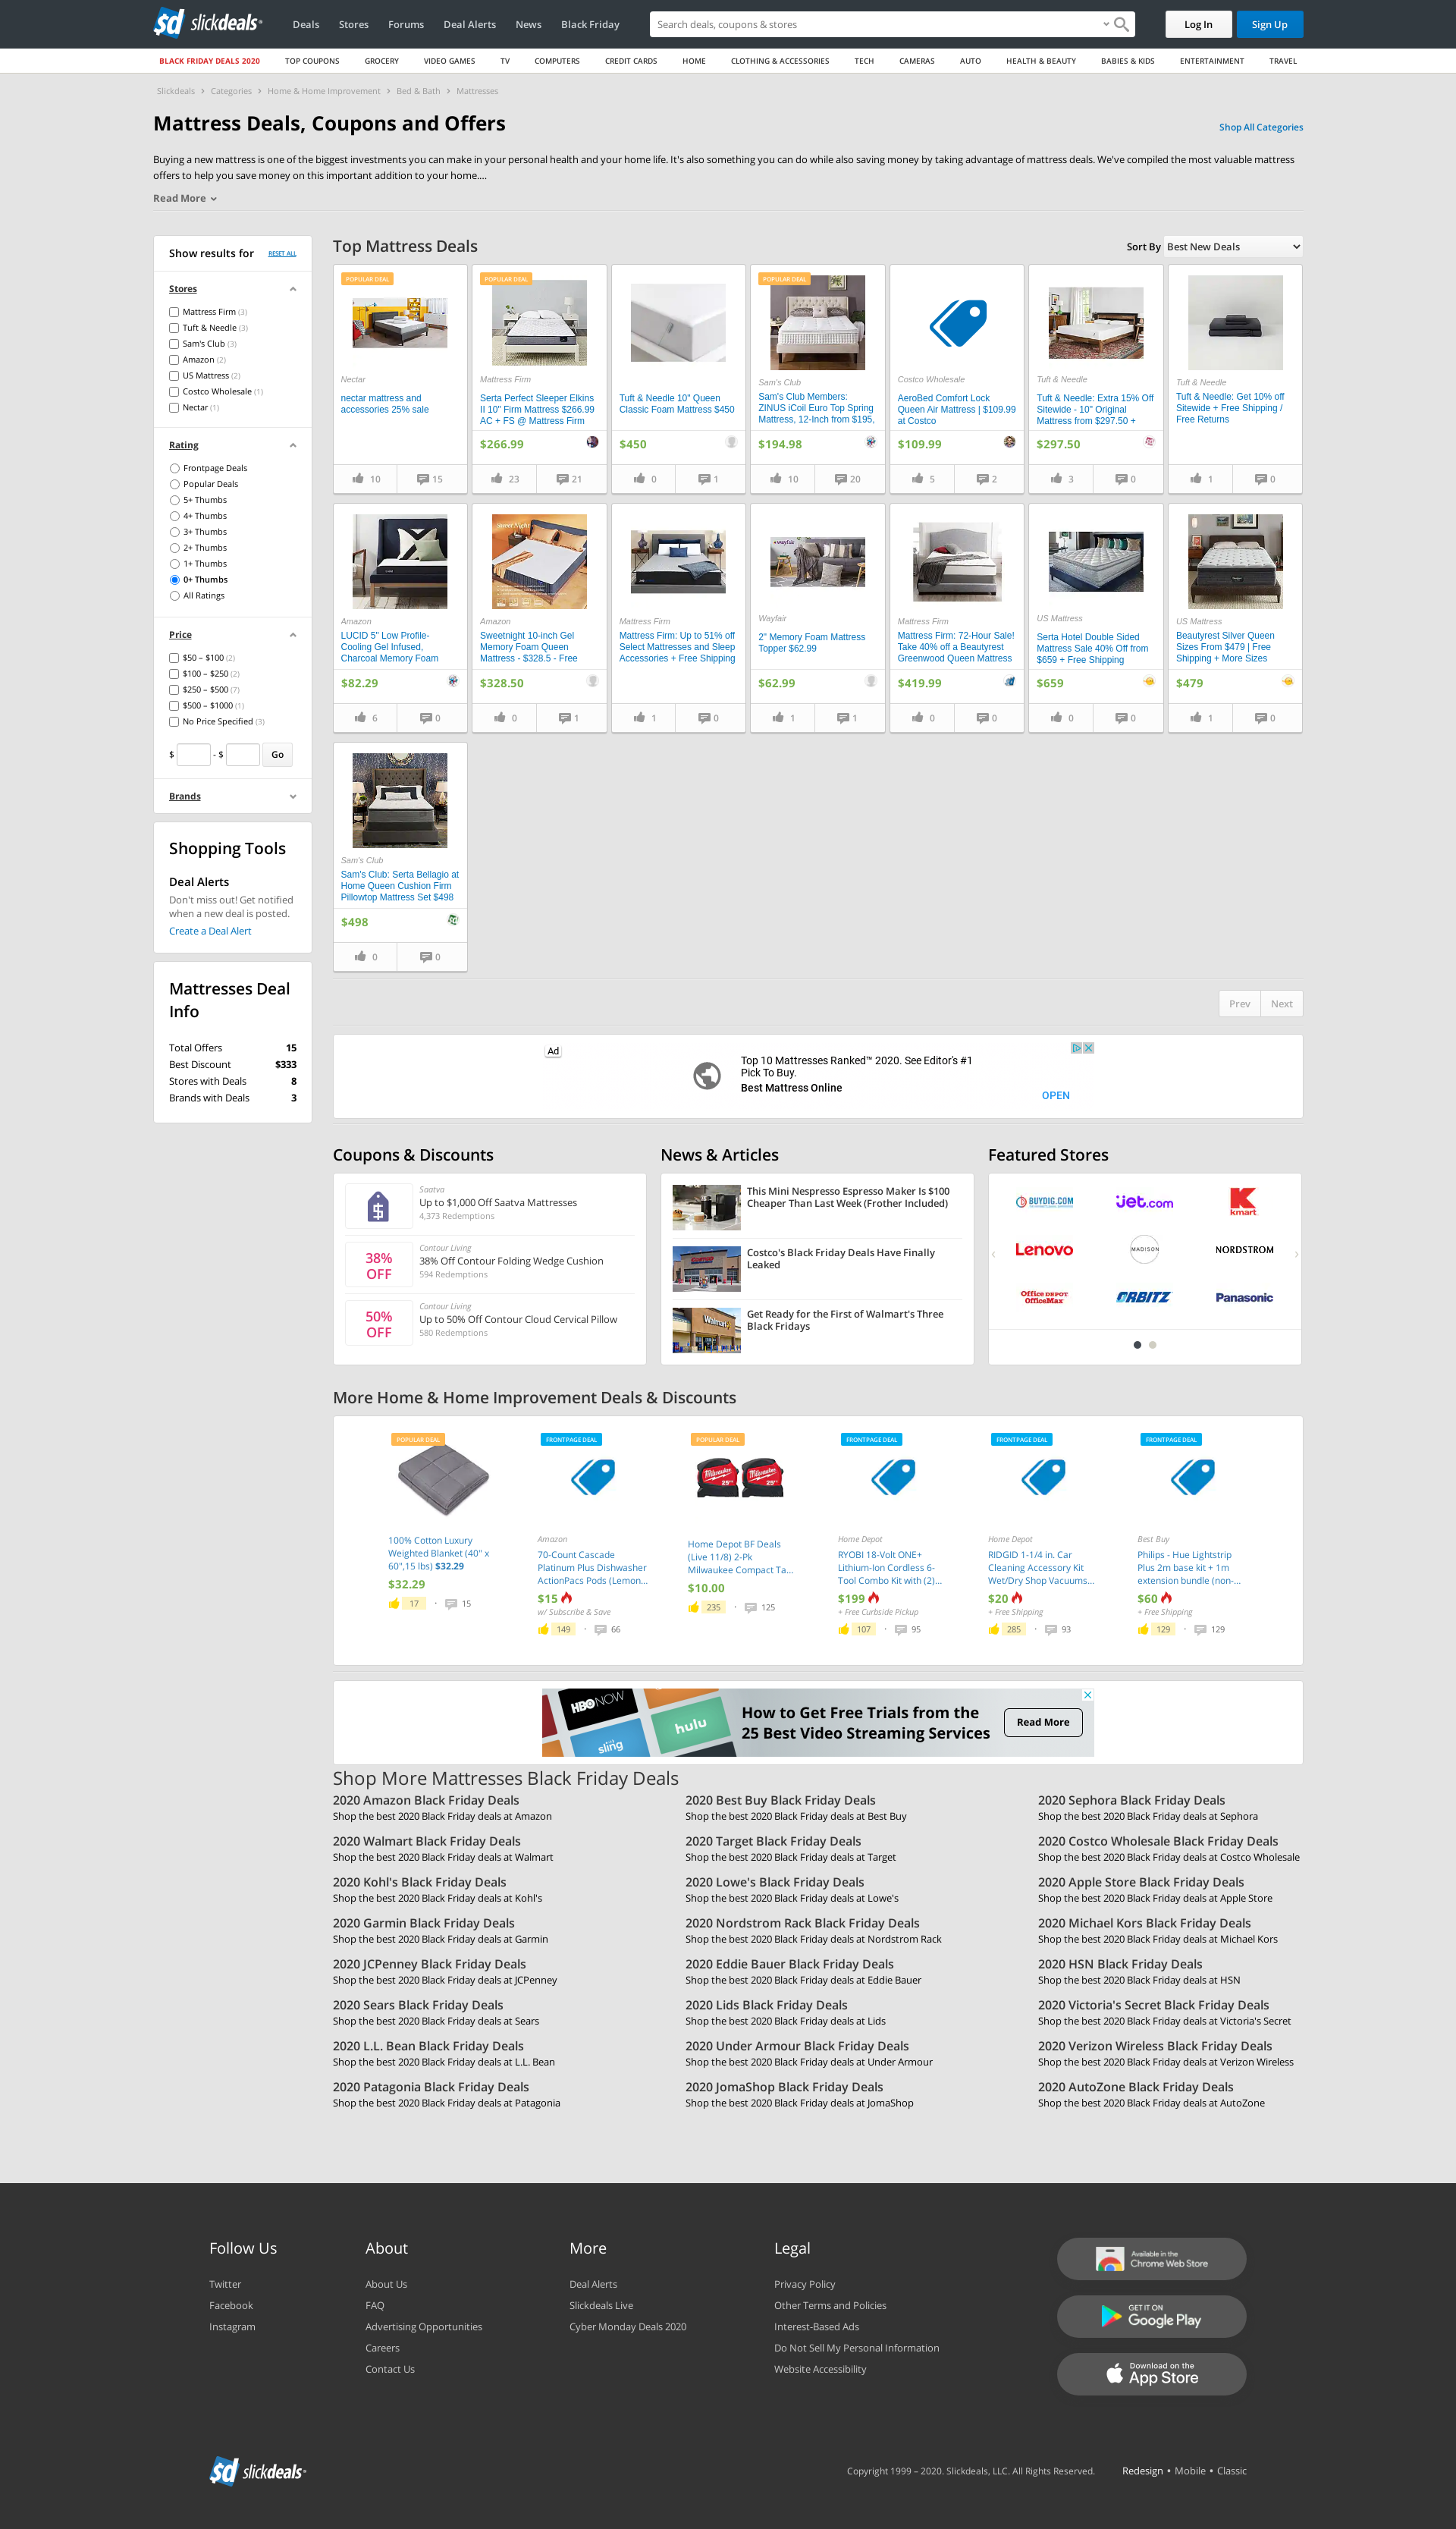 slickdeals
Deals Stores Forums Deal Alerts News Black Friday
Search deals, coupons & stores
Log In Sign Up
BLACK FRIDAY DEALS 2020 TOP COUPONS GROCERY VIDEO GAMES TV COMPUTERS CREDIT CARDS HOME CLOTHING & ACCESSORIES TECH CAMERAS AUTO HEALTH & BEAUTY BABIES & KIDS ENTERTAINMENT TRAVEL
Slickdeals > Categories > Home & Home Improvement > Bed & Bath > Mattresses
Mattress Deals, Coupons and Offers
Shop All Categories
Buying a new mattress is one of the biggest investments you can make in your personal health and your home life. It's also something you can do while also saving money by taking advantage of mattress deals. We've compiled the most valuable mattress
offers to help you save money on this important addition to your home....
Read More
Show results for RESET ALL
Stores
Mattress Firm (3)
Tuft & Needle (3)
Sam's Club (3)
Amazon (2)
US Mattress (2)
Costco Wholesale (1)
Nectar (1)
Rating
Frontpage Deals
Popular Deals
5+ Thumbs
4+ Thumbs
3+ Thumbs
2+ Thumbs
1+ Thumbs
0+ Thumbs
All Ratings
Price
$50 – $100 (2)
$100 – $250 (2)
$250 – $500 (7)
$500 – $1000 (1)
No Price Specified (3)
$ - $ Go
Brands
Shopping Tools
Deal Alerts
Don't miss out! Get notified
when a new deal is posted.
Create a Deal Alert
Mattresses Deal
Info
Total Offers 15
Best Discount $333
Stores with Deals 8
Brands with Deals 3
Top Mattress Deals
Sort By Best New Deals
POPULAR DEAL
Nectar
nectar mattress and
accessories 25% sale
10 15
POPULAR DEAL
Mattress Firm
Serta Perfect Sleeper Elkins
II 10" Firm Mattress $266.99
AC + FS @ Mattress Firm
$266.99
23 21
Tuft & Needle 10" Queen
Classic Foam Mattress $450
$450
0 1
POPULAR DEAL
Sam's Club
Sam's Club Members:
ZINUS iCoil Euro Top Spring
Mattress, 12-Inch from $195,
$194.98
10 20
Costco Wholesale
AeroBed Comfort Lock
Queen Air Mattress | $109.99
at Costco
$109.99
5 2
Tuft & Needle
Tuft & Needle: Extra 15% Off
Sitewide - 10" Original
Mattress from $297.50 +
$297.50
3 0
Tuft & Needle
Tuft & Needle: Get 10% off
Sitewide + Free Shipping /
Free Returns
1 0
Amazon
LUCID 5" Low Profile-
Cooling Gel Infused,
Charcoal Memory Foam
$82.29
6 0
Sweet Night
Amazon
Sweetnight 10-inch Gel
Memory Foam Queen
Mattress - $328.5 - Free
$328.50
0 1
Mattress Firm
Mattress Firm: Up to 51% off
Select Mattresses and Sleep
Accessories + Free Shipping
1 0
wayfair
Wayfair
2" Memory Foam Mattress
Topper $62.99
$62.99
1 1
Mattress Firm
Mattress Firm: 72-Hour Sale!
Take 40% off a Beautyrest
Greenwood Queen Mattress
$419.99
0 0
US Mattress
Serta Hotel Double Sided
Mattress Sale 40% Off from
$659 + Free Shipping
$659
0 0
US Mattress
Beautyrest Silver Queen
Sizes From $479 | Free
Shipping + More Sizes
$479
1 0
Sam's Club
Sam's Club: Serta Bellagio at
Home Queen Cushion Firm
Pillowtop Mattress Set $498
$498
0 0
Prev Next
Ad
Top 10 Mattresses Ranked™ 2020. See Editor's #1
Pick To Buy.
Best Mattress Online
OPEN
Coupons & Discounts
Saatva
Up to $1,000 Off Saatva Mattresses
4,373 Redemptions
38%
OFF
Contour Living
38% Off Contour Folding Wedge Cushion
594 Redemptions
50%
OFF
Contour Living
Up to 50% Off Contour Cloud Cervical Pillow
580 Redemptions
News & Articles
This Mini Nespresso Espresso Maker Is $100
Cheaper Than Last Week (Frother Included)
Costco's Black Friday Deals Have Finally
Leaked
Walmart
Get Ready for the First of Walmart's Three
Black Fridays
Featured Stores
BUYDIG.COM Jet.com Kmart
Lenovo MADISON NORDSTROM
Office DEPOT
OfficeMax ORBITZ Panasonic
More Home & Home Improvement Deals & Discounts
POPULAR DEAL
100% Cotton Luxury
Weighted Blanket (40" x
60",15 lbs) $32.29
$32.29
17 · 15
FRONTPAGE DEAL
Amazon
70-Count Cascade
Platinum Plus Dishwasher
ActionPacs Pods (Lemon...
$15
w/ Subscribe & Save
149 · 66
POPULAR DEAL
Milwaukee 25' Milwaukee 25'
Home Depot BF Deals
(Live 11/8) 2-Pk
Milwaukee Compact Ta...
$10.00
235 · 125
FRONTPAGE DEAL
Home Depot
RYOBI 18-Volt ONE+
Lithium-Ion Cordless 6-
Tool Combo Kit with (2)...
$199
+ Free Curbside Pickup
107 · 95
FRONTPAGE DEAL
Home Depot
RIDGID 1-1/4 in. Car
Cleaning Accessory Kit
Wet/Dry Shop Vacuums...
$20
+ Free Shipping
285 · 93
FRONTPAGE DEAL
Best Buy
Philips - Hue Lightstrip
Plus 2m base kit + 1m
extension bundle (non-...
$60
+ Free Shipping
129 · 129
HBO NOW
hulu
sling
How to Get Free Trials from the
25 Best Video Streaming Services
Read More
Shop More Mattresses Black Friday Deals
2020 Amazon Black Friday Deals
Shop the best 2020 Black Friday deals at Amazon
2020 Best Buy Black Friday Deals
Shop the best 2020 Black Friday deals at Best Buy
2020 Sephora Black Friday Deals
Shop the best 2020 Black Friday deals at Sephora
2020 Walmart Black Friday Deals
Shop the best 2020 Black Friday deals at Walmart
2020 Target Black Friday Deals
Shop the best 2020 Black Friday deals at Target
2020 Costco Wholesale Black Friday Deals
Shop the best 2020 Black Friday deals at Costco Wholesale
2020 Kohl's Black Friday Deals
Shop the best 2020 Black Friday deals at Kohl's
2020 Lowe's Black Friday Deals
Shop the best 2020 Black Friday deals at Lowe's
2020 Apple Store Black Friday Deals
Shop the best 2020 Black Friday deals at Apple Store
2020 Garmin Black Friday Deals
Shop the best 2020 Black Friday deals at Garmin
2020 Nordstrom Rack Black Friday Deals
Shop the best 2020 Black Friday deals at Nordstrom Rack
2020 Michael Kors Black Friday Deals
Shop the best 2020 Black Friday deals at Michael Kors
2020 JCPenney Black Friday Deals
Shop the best 2020 Black Friday deals at JCPenney
2020 Eddie Bauer Black Friday Deals
Shop the best 2020 Black Friday deals at Eddie Bauer
2020 HSN Black Friday Deals
Shop the best 2020 Black Friday deals at HSN
2020 Sears Black Friday Deals
Shop the best 2020 Black Friday deals at Sears
2020 Lids Black Friday Deals
Shop the best 2020 Black Friday deals at Lids
2020 Victoria's Secret Black Friday Deals
Shop the best 2020 Black Friday deals at Victoria's Secret
2020 L.L. Bean Black Friday Deals
Shop the best 2020 Black Friday deals at L.L. Bean
2020 Under Armour Black Friday Deals
Shop the best 2020 Black Friday deals at Under Armour
2020 Verizon Wireless Black Friday Deals
Shop the best 2020 Black Friday deals at Verizon Wireless
2020 Patagonia Black Friday Deals
Shop the best 2020 Black Friday deals at Patagonia
2020 JomaShop Black Friday Deals
Shop the best 2020 Black Friday deals at JomaShop
2020 AutoZone Black Friday Deals
Shop the best 2020 Black Friday deals at AutoZone
Follow Us
Twitter
Facebook
Instagram
About
About Us
FAQ
Advertising Opportunities
Careers
Contact Us
More
Deal Alerts
Slickdeals Live
Cyber Monday Deals 2020
Legal
Privacy Policy
Other Terms and Policies
Interest-Based Ads
Do Not Sell My Personal Information
Website Accessibility
Available in the
Chrome Web Store
GET IT ON
Google Play
Download on the
App Store
slickdeals
Copyright 1999 – 2020. Slickdeals, LLC. All Rights Reserved. Redesign • Mobile • Classic